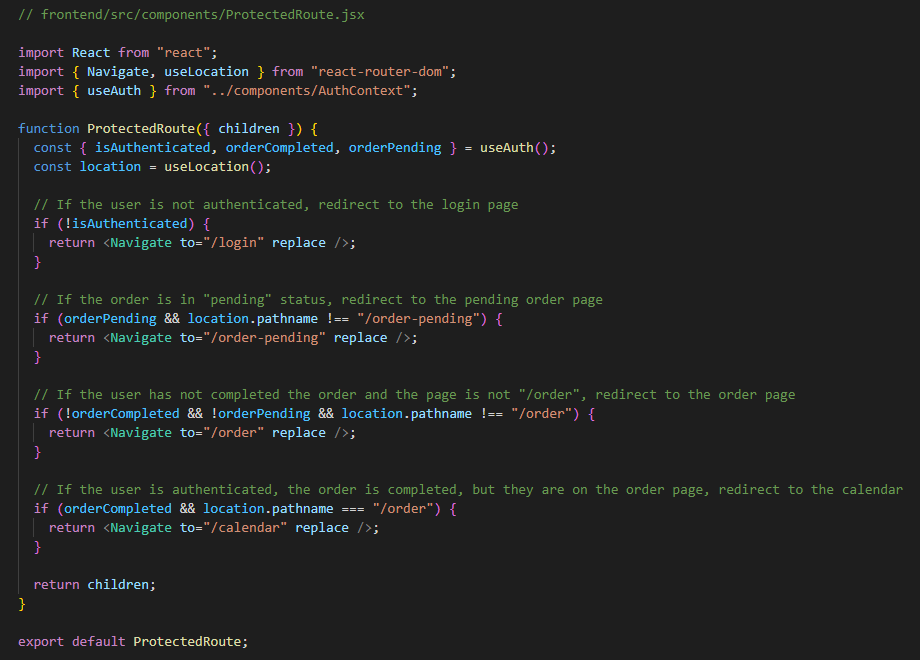 // frontend/src/components/ProtectedRoute.jsx
import React from "react";
import { Navigate, useLocation } from "react-router-dom";
import { useAuth } from "../components/AuthContext";
function ProtectedRoute({ children }) {
  const { isAuthenticated, orderCompleted, orderPending } = useAuth();
  const location = useLocation();
  // If the user is not authenticated, redirect to the login page
  if (!isAuthenticated) {
    return <Navigate to="/login" replace />;
  }
  // If the order is in "pending" status, redirect to the pending order page
  if (orderPending && location.pathname !== "/order-pending") {
    return <Navigate to="/order-pending" replace />;
  }
  // If the user has not completed the order and the page is not "/order", redirect to the order page
  if (!orderCompleted && !orderPending && location.pathname !== "/order") {
    return <Navigate to="/order" replace />;
  }
  // If the user is authenticated, the order is completed, but they are on the order page, redirect to the calendar
  if (orderCompleted && location.pathname === "/order") {
    return <Navigate to="/calendar" replace />;
  }
  return children;
}
export default ProtectedRoute;